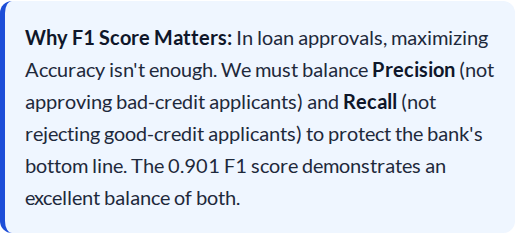 Why F1 Score Matters: In loan approvals, maximizing
Accuracy isn't enough. We must balance Precision (not
approving bad-credit applicants) and Recall (not
rejecting good-credit applicants) to protect the bank's
bottom line. The 0.901 F1 score demonstrates an
excellent balance of both.